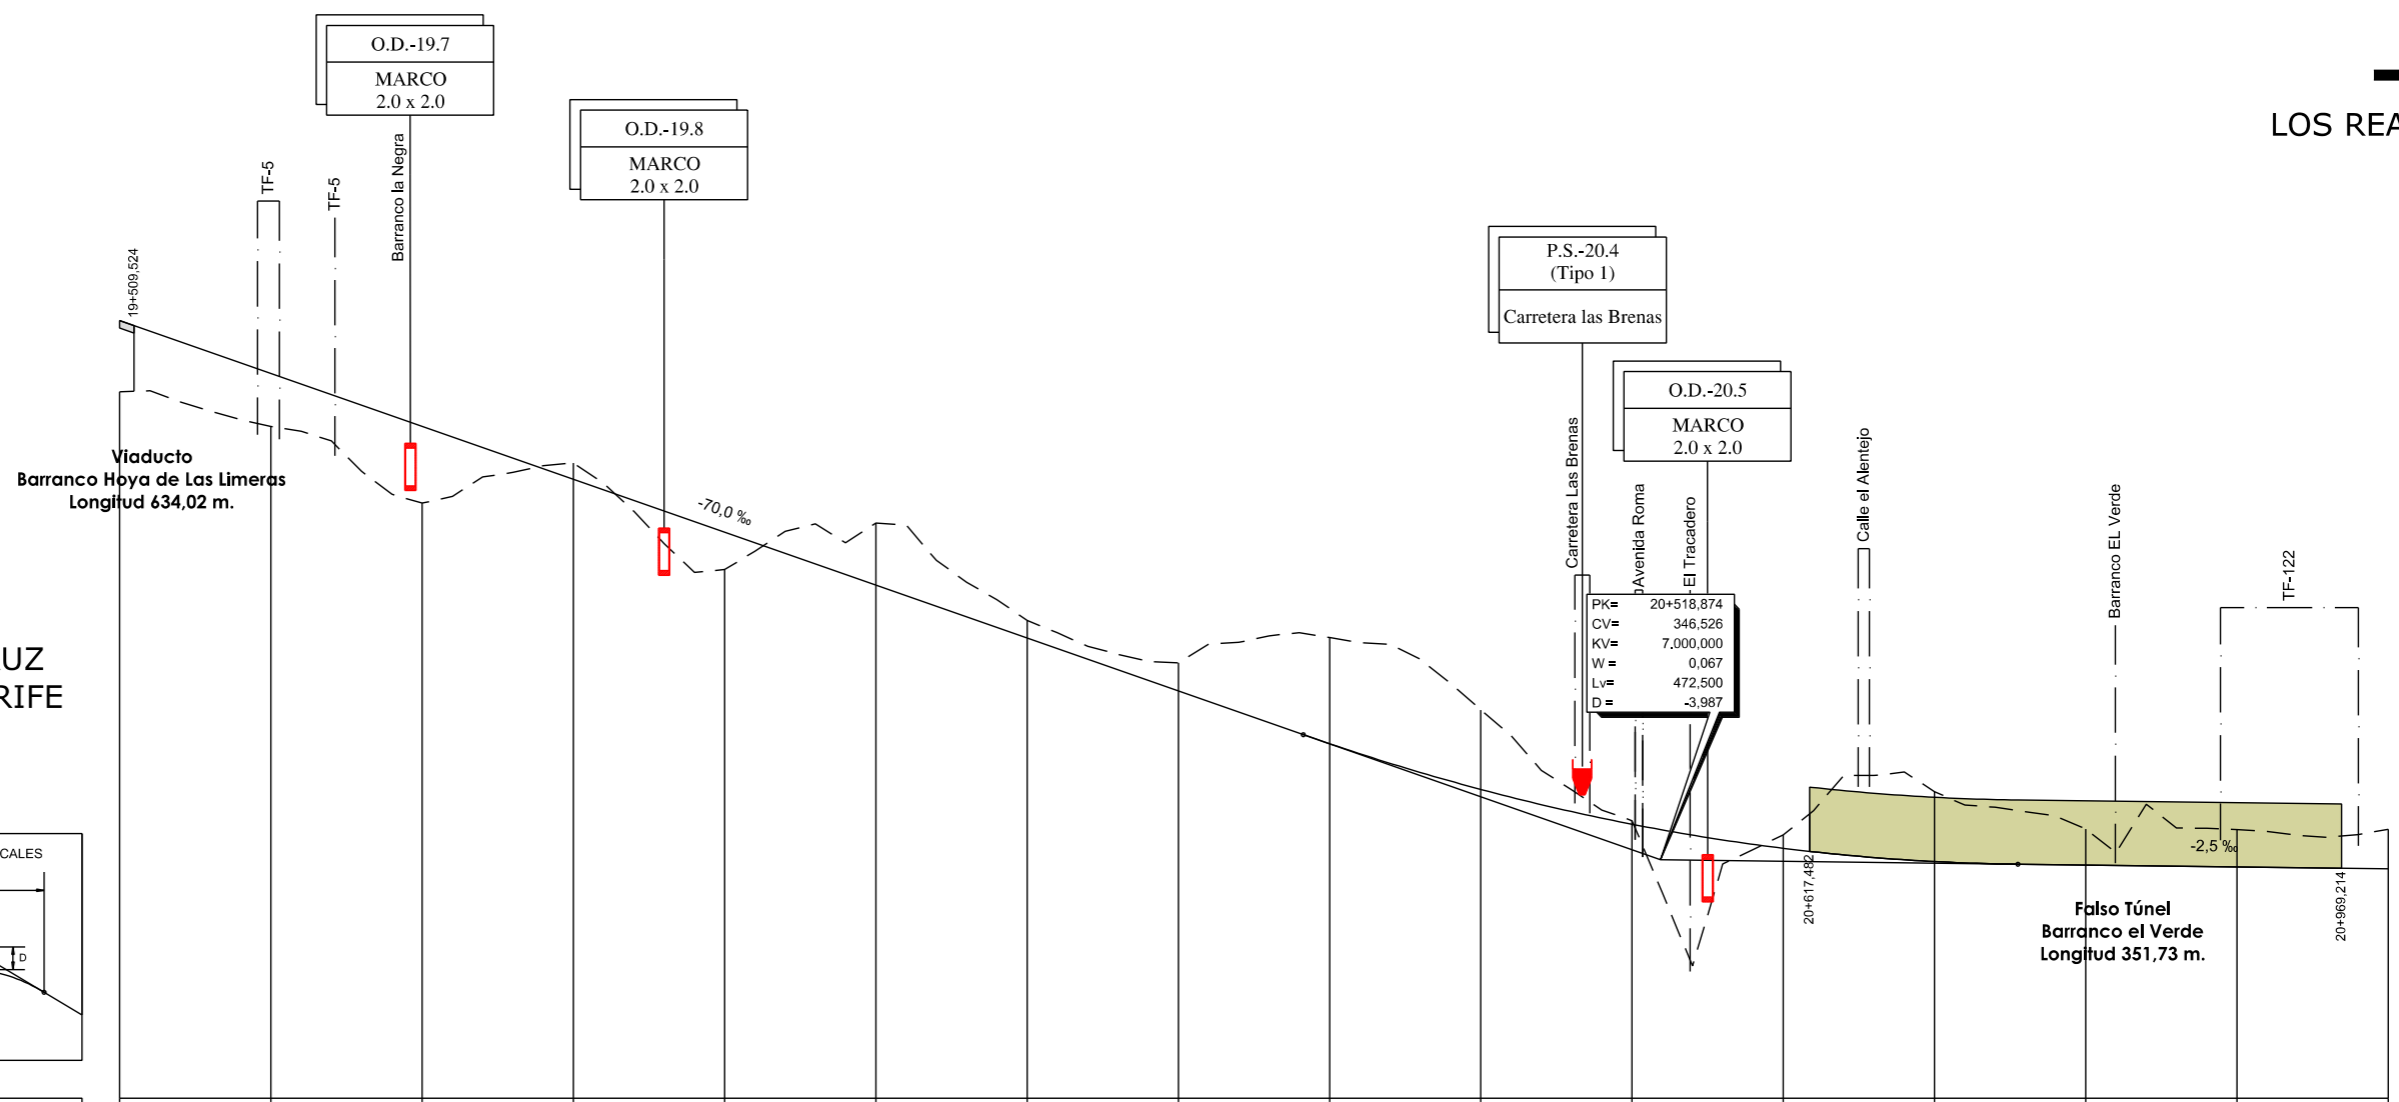 O.D.-19.7
MARCO
2.0 x 2.0
O.D.-19.8
MARCO
2.0 x 2.0
LOS REA
TF-5
TF-5
Barranco la Negra
19+509,524
P.S.-20.4
(Tipo 1)
Carretera las Brenas
O.D.-20.5
MARCO
2.0 x 2.0
Viaducto
Barranco Hoya de Las Limeras
Longitud 634,02 m.
-70,0 ‰
Carretera Las Brenas
Avenida Roma
El Tracadero
Calle el Alentejo
Barranco EL Verde
TF-122
PK= 20+518,874
CV= 346,526
KV= 7.000,000
W = 0,067
Lv= 472,500
D = -3,987
UZ
RIFE
CALES
D
-2,5 ‰
20+617,482
20+969,214
Falso Túnel
Barranco el Verde
Longitud 351,73 m.